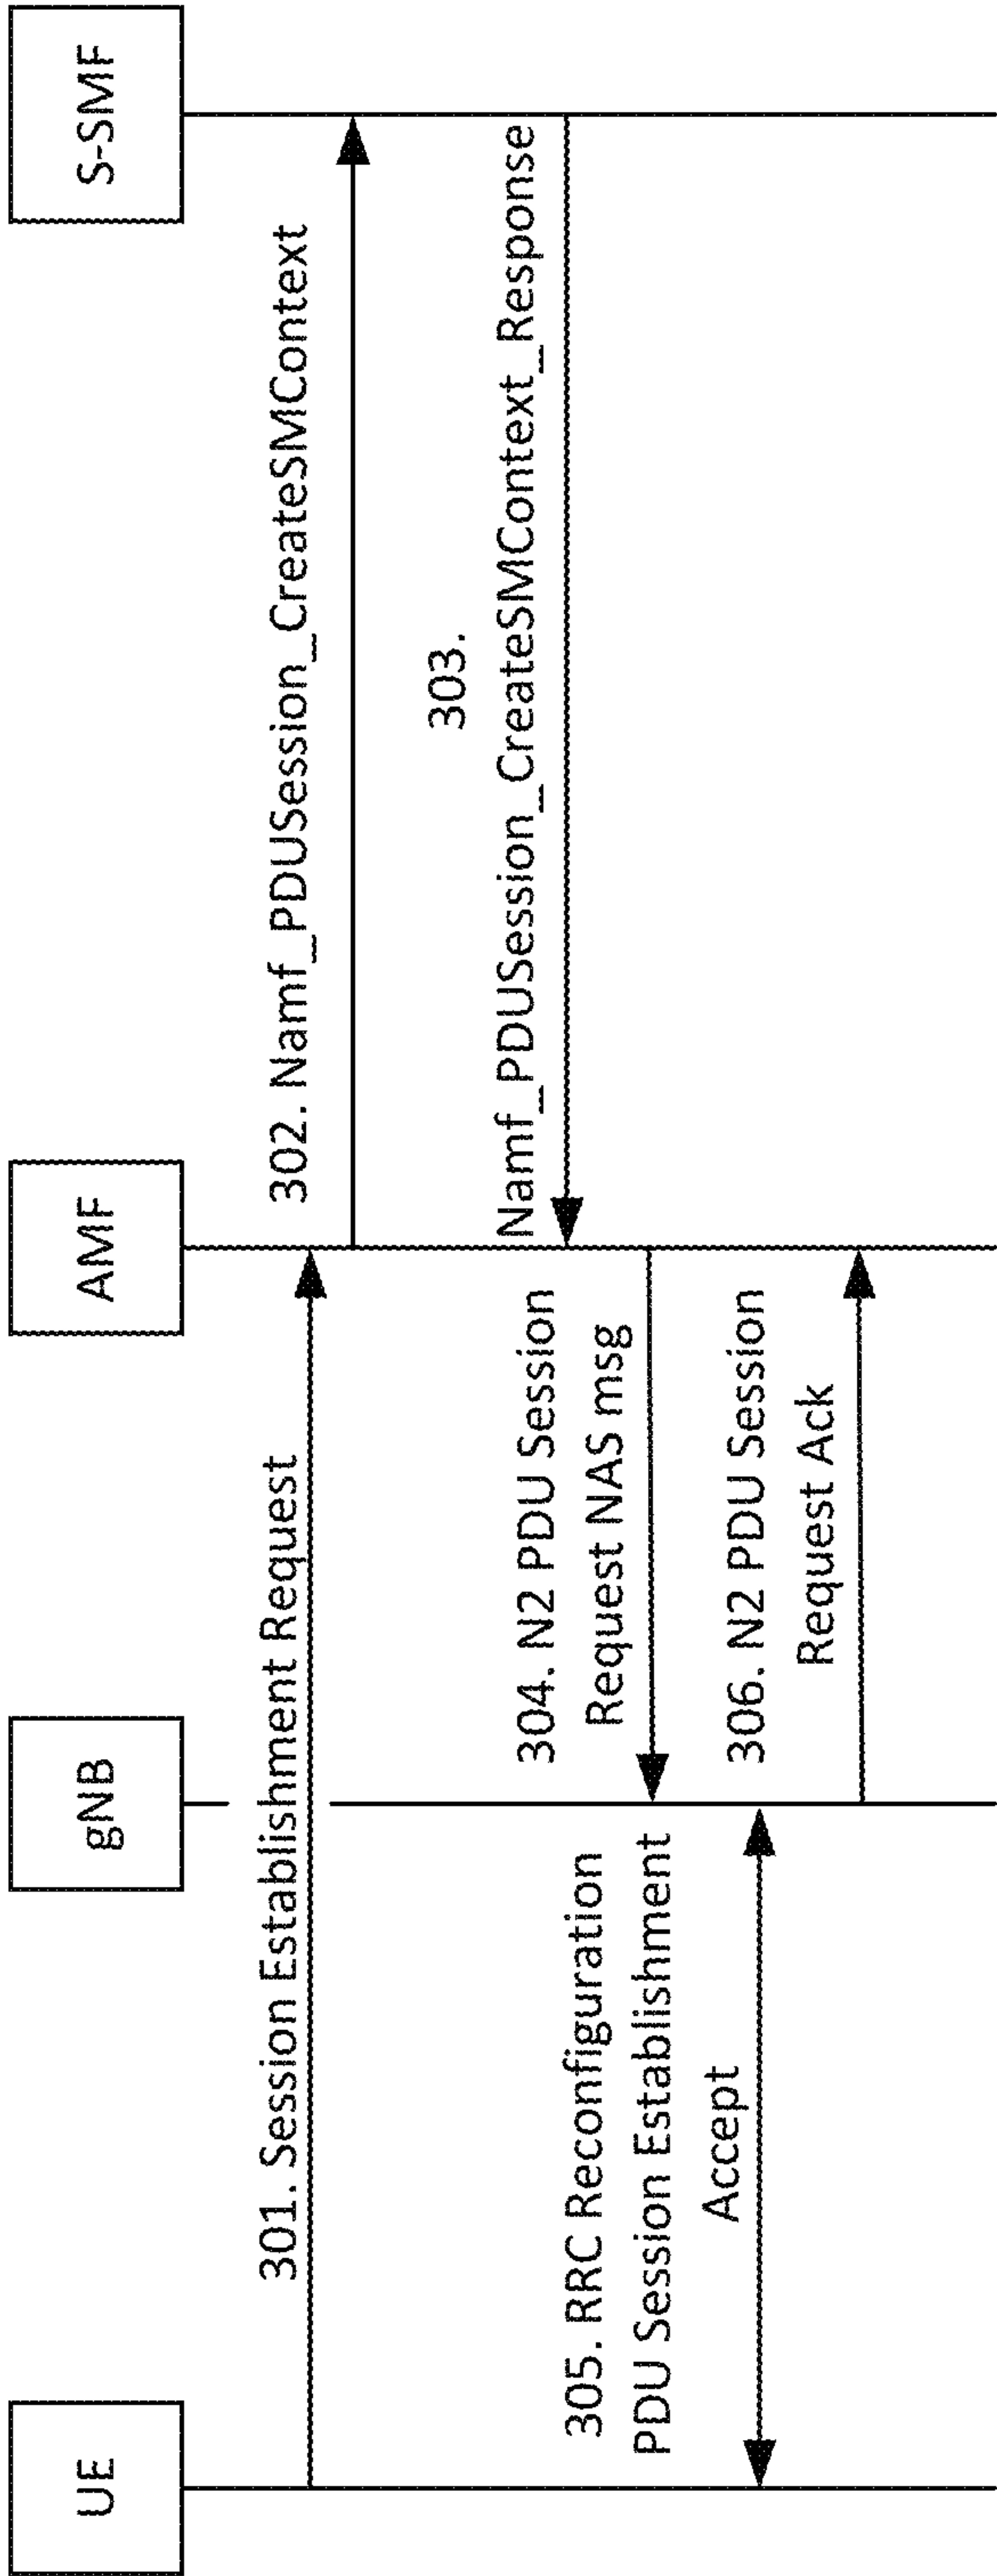 UE
gNB
AMF
S-SMF
301. Session Establishment Request
302. Namf_PDUSession_CreateSMContext
303.
Namf_PDUSession_CreateSMContext_Response
304. N2 PDU Session
Request NAS msg
305. RRC Reconfiguration
PDU Session Establishment
Accept
306. N2 PDU Session
Request Ack